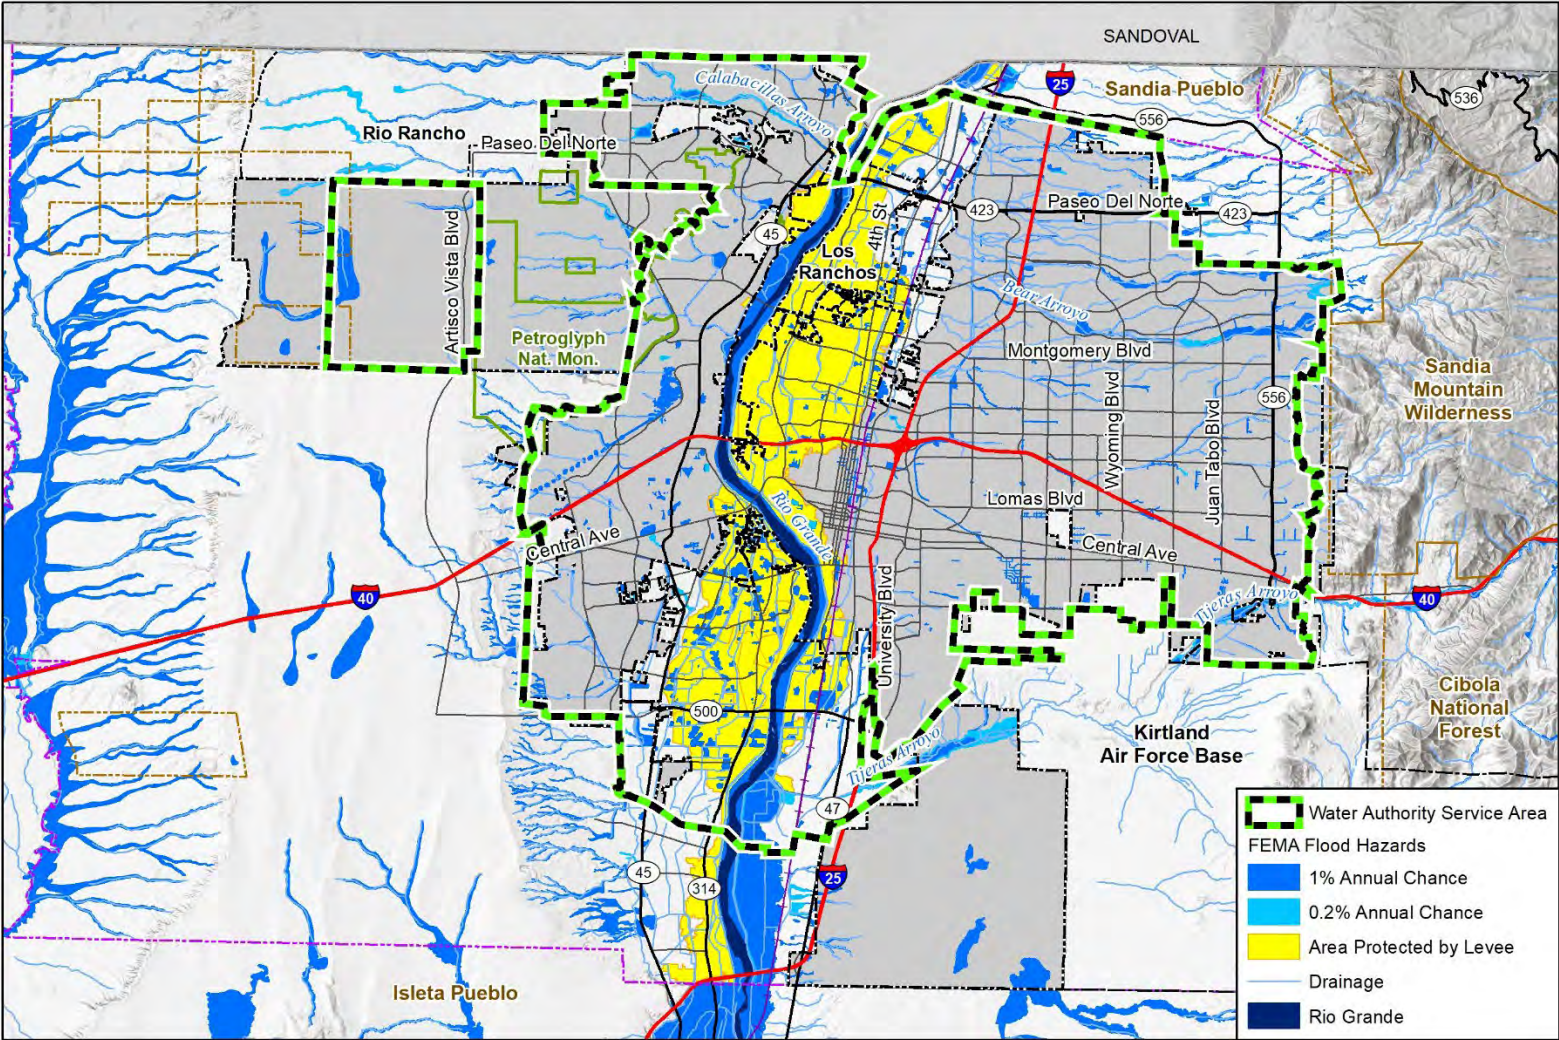 SANDOVAL
25
Sandia Pueblo
536
Calabacillas Arroyo
556
Rio Rancho
Paseo Del Norte
Paseo Del Norte
423
423
45
4th St
Los
Ranchos
Artisco Vista Blvd
Bear Arroyo
Petroglyph
Nat. Mon.
Montgomery Blvd
Sandia
Mountain
Wilderness
556
Wyoming Blvd
Juan Tabo Blvd
Lomas Blvd
Rio Grande
Central Ave
Central Ave
40
40
Tijeras Arroyo
University Blvd
500
Cibola
National
Forest
Kirtland
Air Force Base
Tijeras Arroyo
47
45
314
25
Isleta Pueblo
Water Authority Service Area
FEMA Flood Hazards
1% Annual Chance
0.2% Annual Chance
Area Protected by Levee
Drainage
Rio Grande